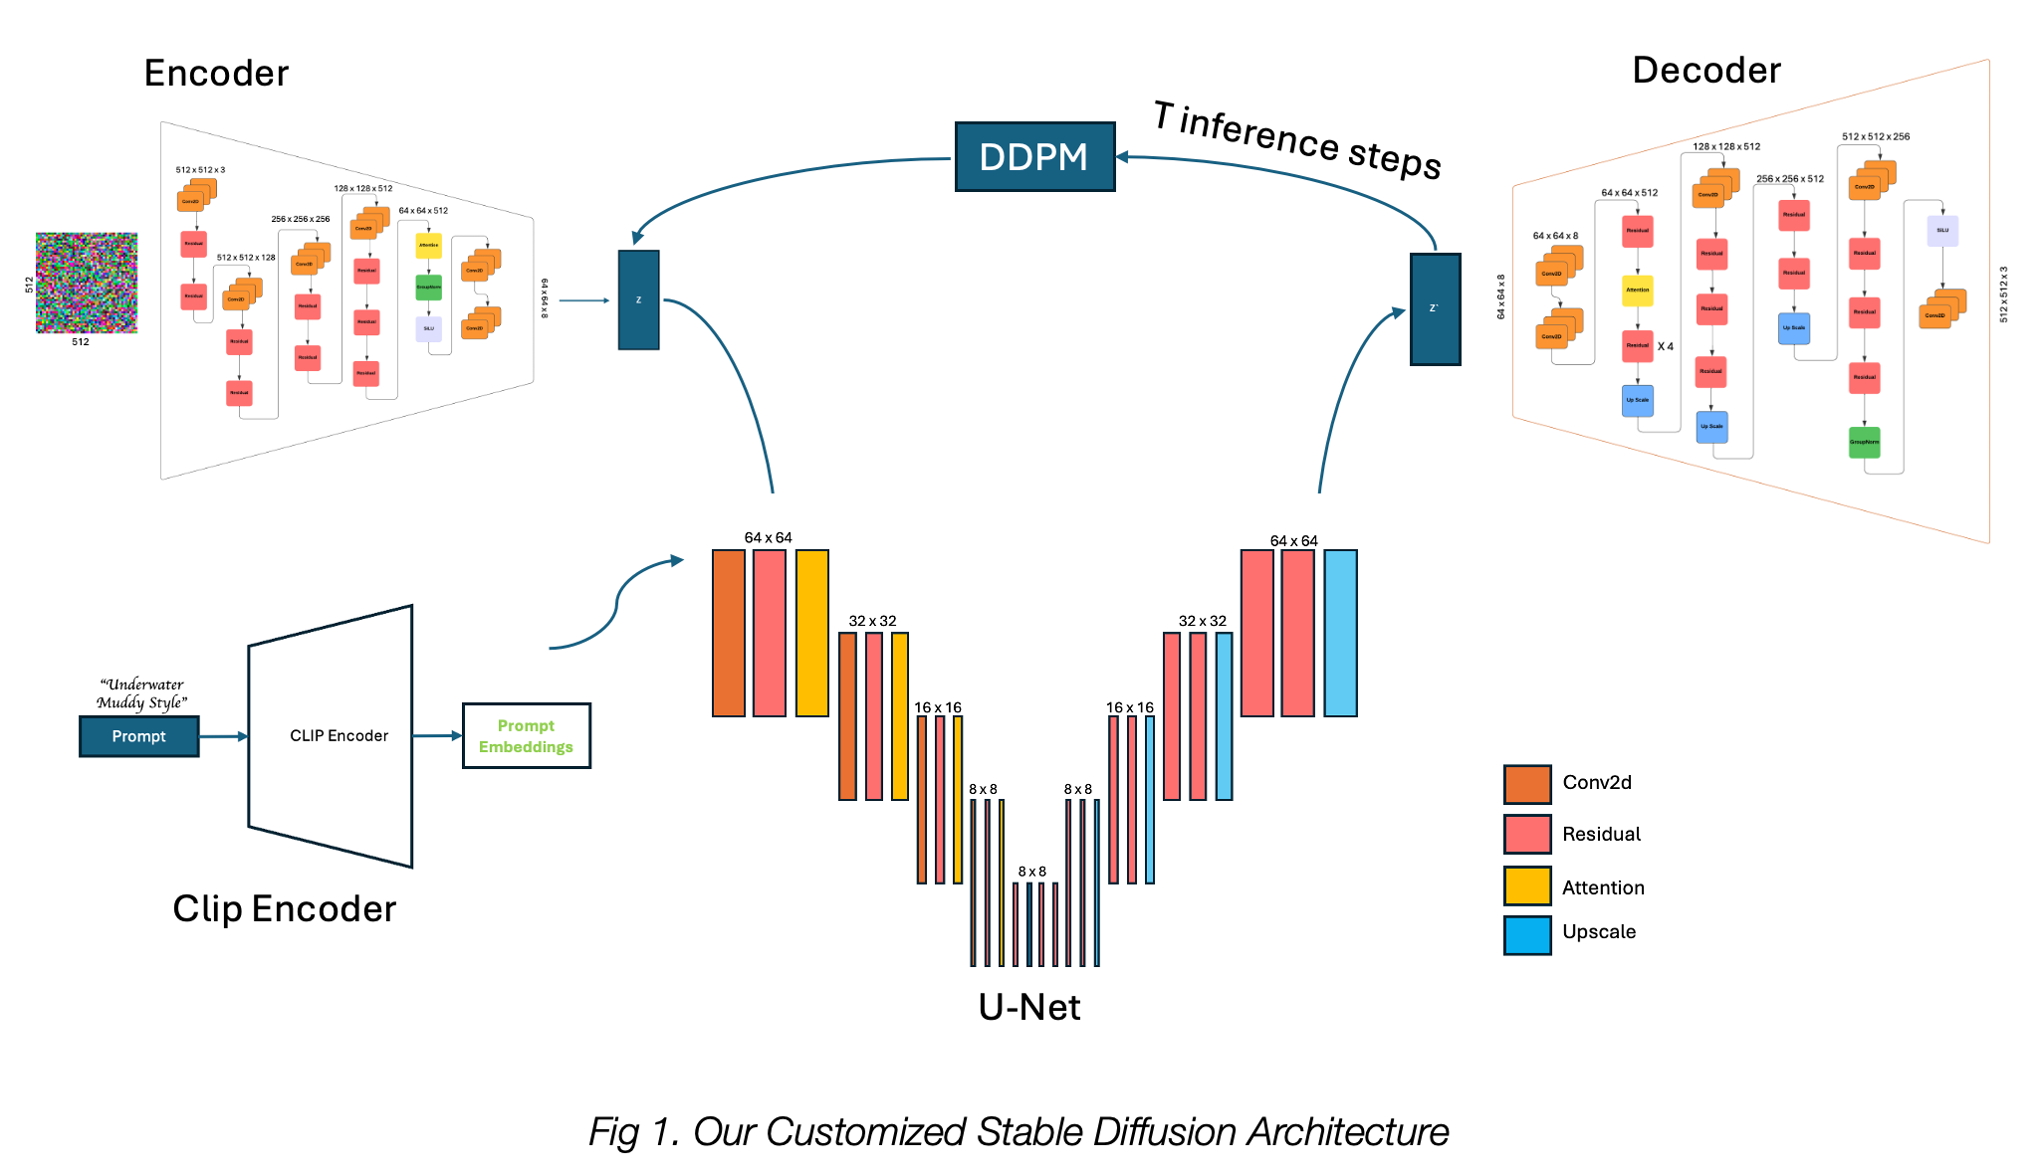 Encoder
512 x 512 x 3
Conv2D
Residual
Residual
512 x 512 x 128
Conv2D
Residual
Residual
256 x 256 x 256
Conv2D
Residual
Residual
128 x 128 x 512
Conv2D
Residual
Residual
Residual
64 x 64 x 512
Attention
GroupNorm
SiLU
Conv2D
Conv2D
64 x 64 x 8
512
512
z
DDPM
T inference steps
z`
Decoder
64 x 64 x 8
64 x 64 x 8
Conv2D
Conv2D
64 x 64 x 512
Residual
Attention
Residual
X 4
Up Scale
128 x 128 x 512
Conv2D
Residual
Residual
Residual
Up Scale
256 x 256 x 512
Residual
Residual
Up Scale
512 x 512 x 256
Conv2D
Residual
Residual
Residual
GroupNorm
SiLU
Conv2D
512 x 512 x 3
“Underwater
Muddy Style”
Prompt
CLIP Encoder
Prompt
Embeddings
Clip Encoder
64 x 64
32 x 32
16 x 16
8 x 8
8 x 8
8 x 8
16 x 16
32 x 32
64 x 64
U-Net
Conv2d
Residual
Attention
Upscale
Fig 1. Our Customized Stable Diffusion Architecture